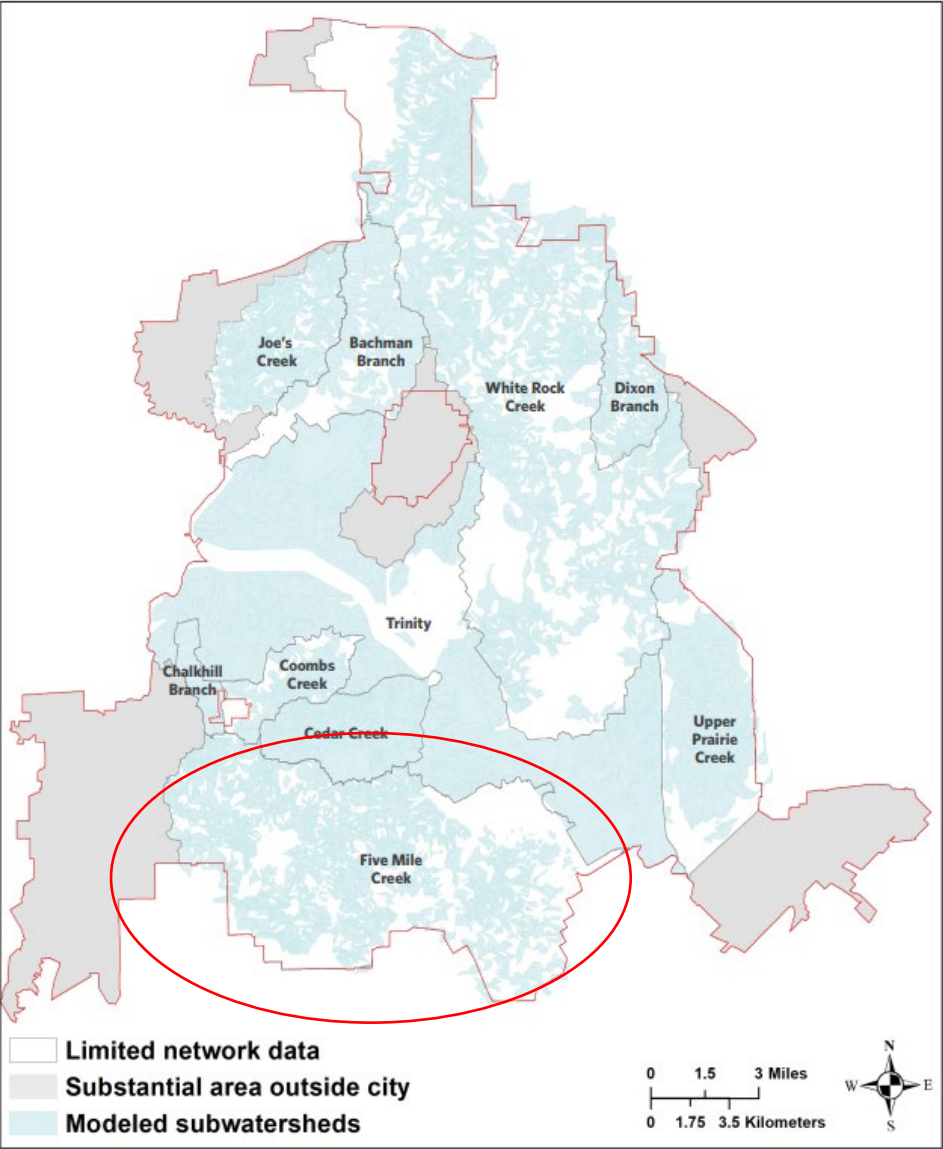 Joe's
Creek
Bachman
Branch
White Rock
Creek
Dixon
Branch
Trinity
Chalkhill
Branch
Coombs
Creek
Cedar Creek
Upper
Prairie
Creek
Five Mile
Creek
Limited network data
Substantial area outside city
Modeled subwatersheds
0 1.5 3 Miles
0 1.75 3.5 Kilometers
N
W E
S